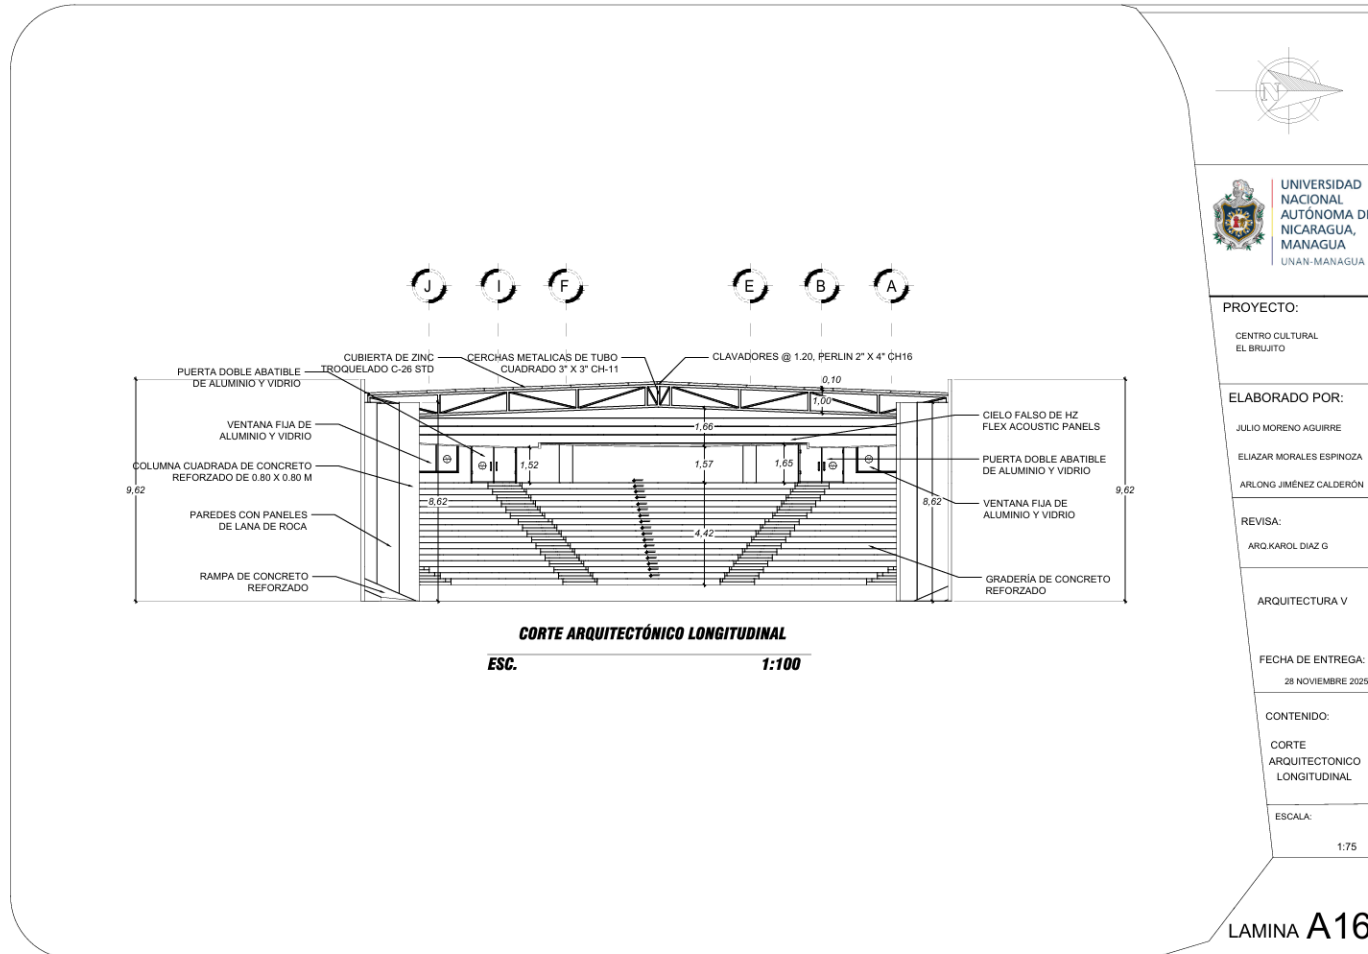 N
UNIVERSIDAD
NACIONAL
AUTÓNOMA DE
NICARAGUA,
MANAGUA
UNAN-MANAGUA
J I F E B A
CUBIERTA DE ZINC
TROQUELADO C-26 STD
CERCHAS METALICAS DE TUBO
CUADRADO 3" X 3" CH-11
CLAVADORES @ 1.20, PERLIN 2" X 4" CH16
PUERTA DOBLE ABATIBLE
DE ALUMINIO Y VIDRIO
VENTANA FIJA DE
ALUMINIO Y VIDRIO
COLUMNA CUADRADA DE CONCRETO
REFORZADO DE 0.80 X 0.80 M
PAREDES CON PANELES
DE LANA DE ROCA
RAMPA DE CONCRETO
REFORZADO
CIELO FALSO DE HZ
FLEX ACOUSTIC PANELS
PUERTA DOBLE ABATIBLE
DE ALUMINIO Y VIDRIO
VENTANA FIJA DE
ALUMINIO Y VIDRIO
GRADERÍA DE CONCRETO
REFORZADO
0,10
1,00
1,66
1,52
1,57
1,65
9,62
8,62
8,62
9,62
4,42
CORTE ARQUITECTÓNICO LONGITUDINAL
ESC. 1:100
PROYECTO:
CENTRO CULTURAL
EL BRUJITO
ELABORADO POR:
JULIO MORENO AGUIRRE
ELIAZAR MORALES ESPINOZA
ARLONG JIMÉNEZ CALDERÓN
REVISA:
ARQ.KAROL DIAZ G
ARQUITECTURA V
FECHA DE ENTREGA:
28 NOVIEMBRE 2025
CONTENIDO:
CORTE
ARQUITECTONICO
LONGITUDINAL
ESCALA:
1:75
LAMINA A16